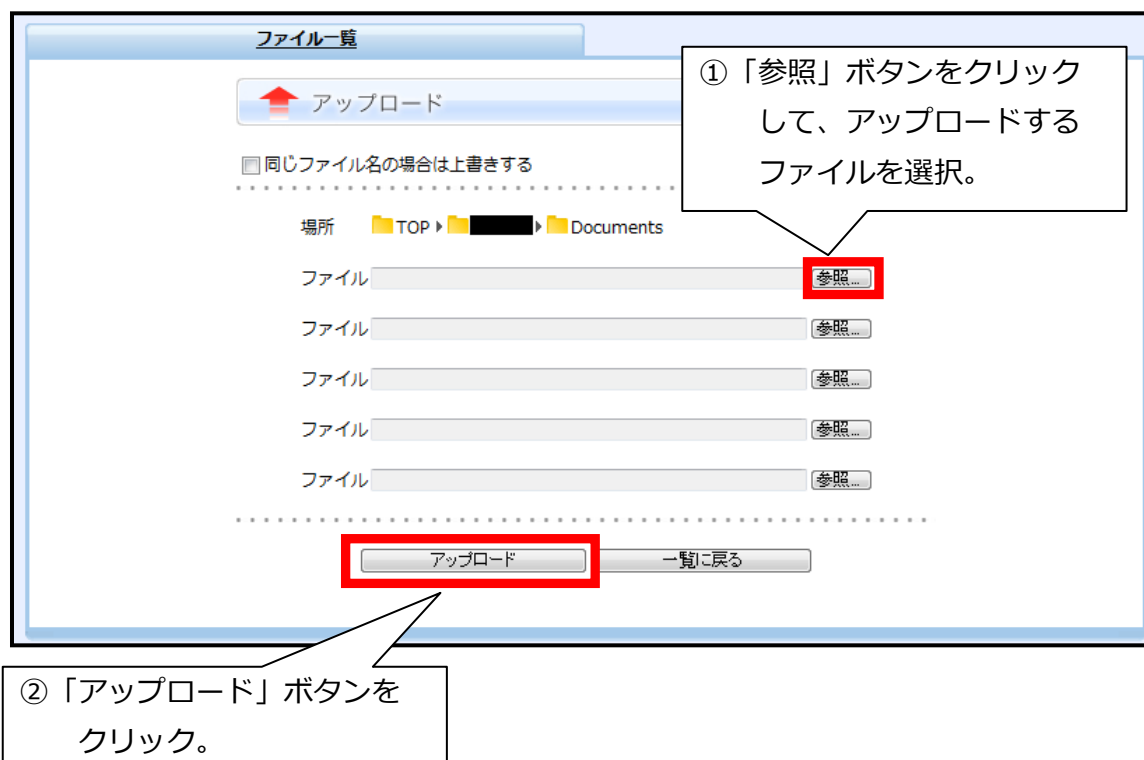 ファイル一覧
①「参照」ボタンをクリック
して、アップロードする
ファイルを選択。
アップロード
同じファイル名の場合は上書きする
場所 TOP Documents
ファイル 参照...
ファイル 参照...
ファイル 参照...
ファイル 参照...
ファイル 参照...
アップロード 一覧に戻る
②「アップロード」ボタンを
クリック。